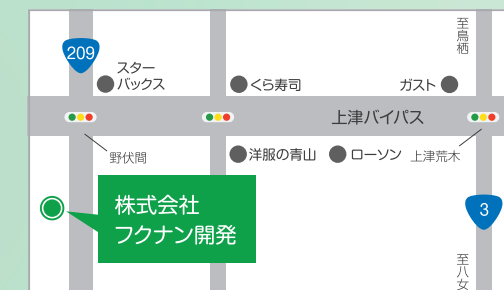 至鳥栖
209
スター
バックス
くら寿司
ガスト
上津バイパス
野伏間
洋服の青山
ローソン
上津荒木
株式会社
フクナン開発
3
至八女